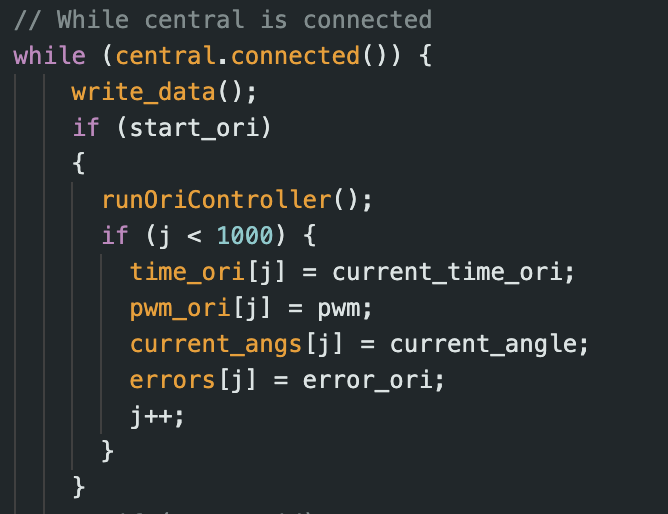 // While central is connected
while (central.connected()) {
write_data();
if (start_ori)
{
runOriController();
if (j < 1000) {
time_ori[j] = current_time_ori;
pwm_ori[j] = pwm;
current_angs[j] = current_angle;
errors[j] = error_ori;
j++;
}
}